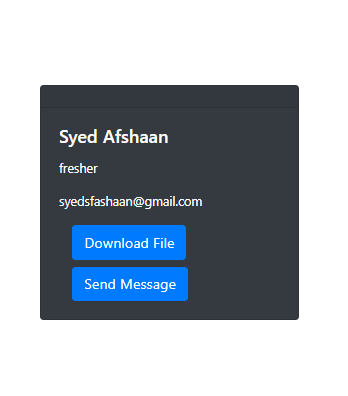 Syed Afshaan
fresher
syedsfashaan@gmail.com
Download File
Send Message